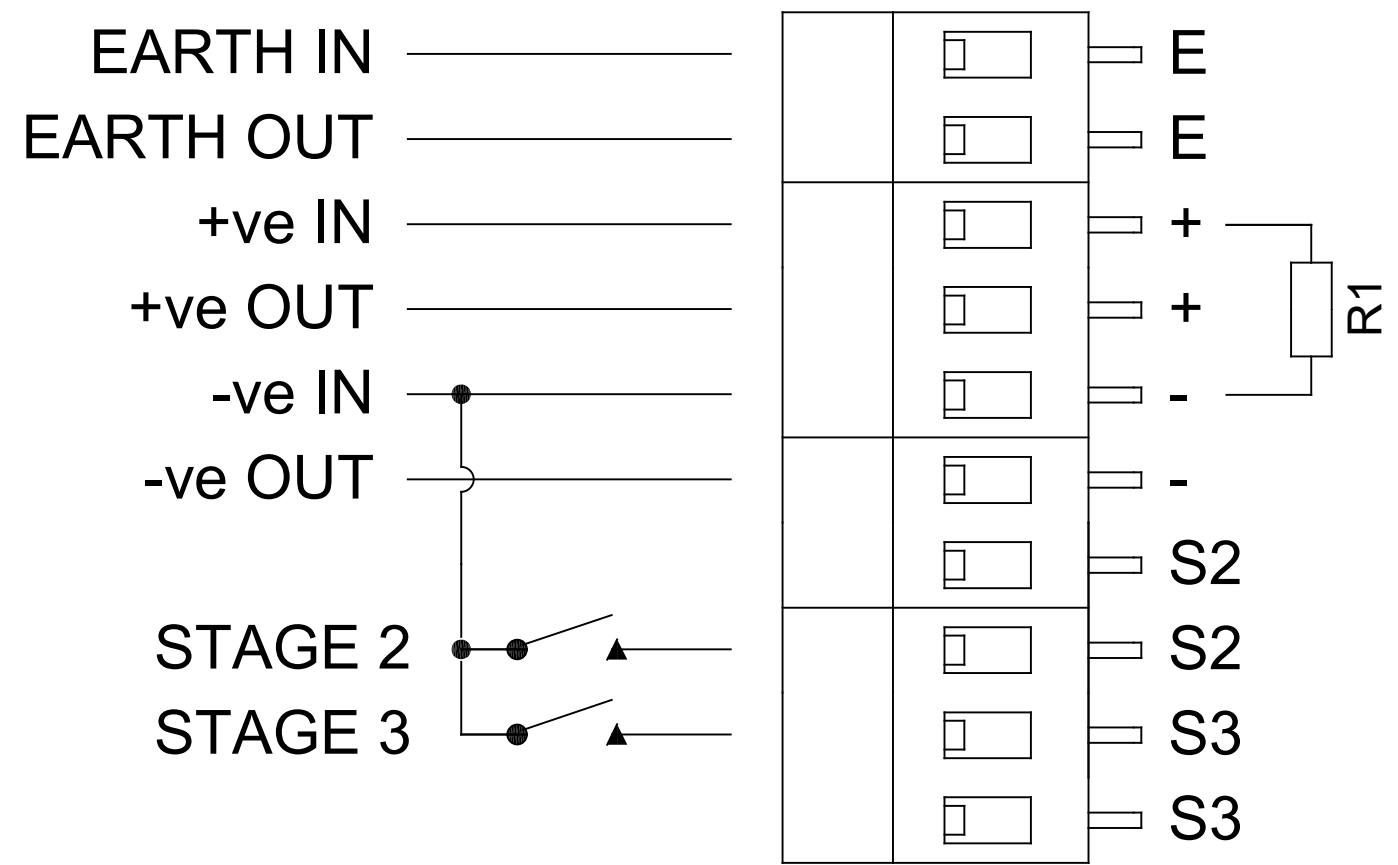 EARTH IN E
EARTH OUT E
+ve IN +
+ve OUT + R1
-ve IN -
-ve OUT -
S2
STAGE 2 S2
STAGE 3 S3
S3